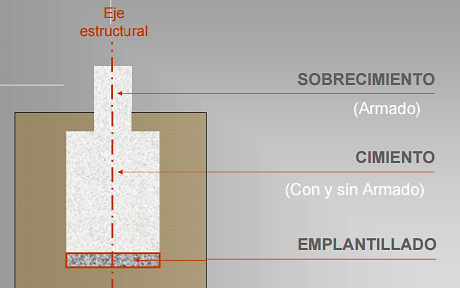 Eje
estructural
SOBRECIMIENTO
(Armado)
CIMIENTO
(Con y sin Armado)
EMPLANTILLADO